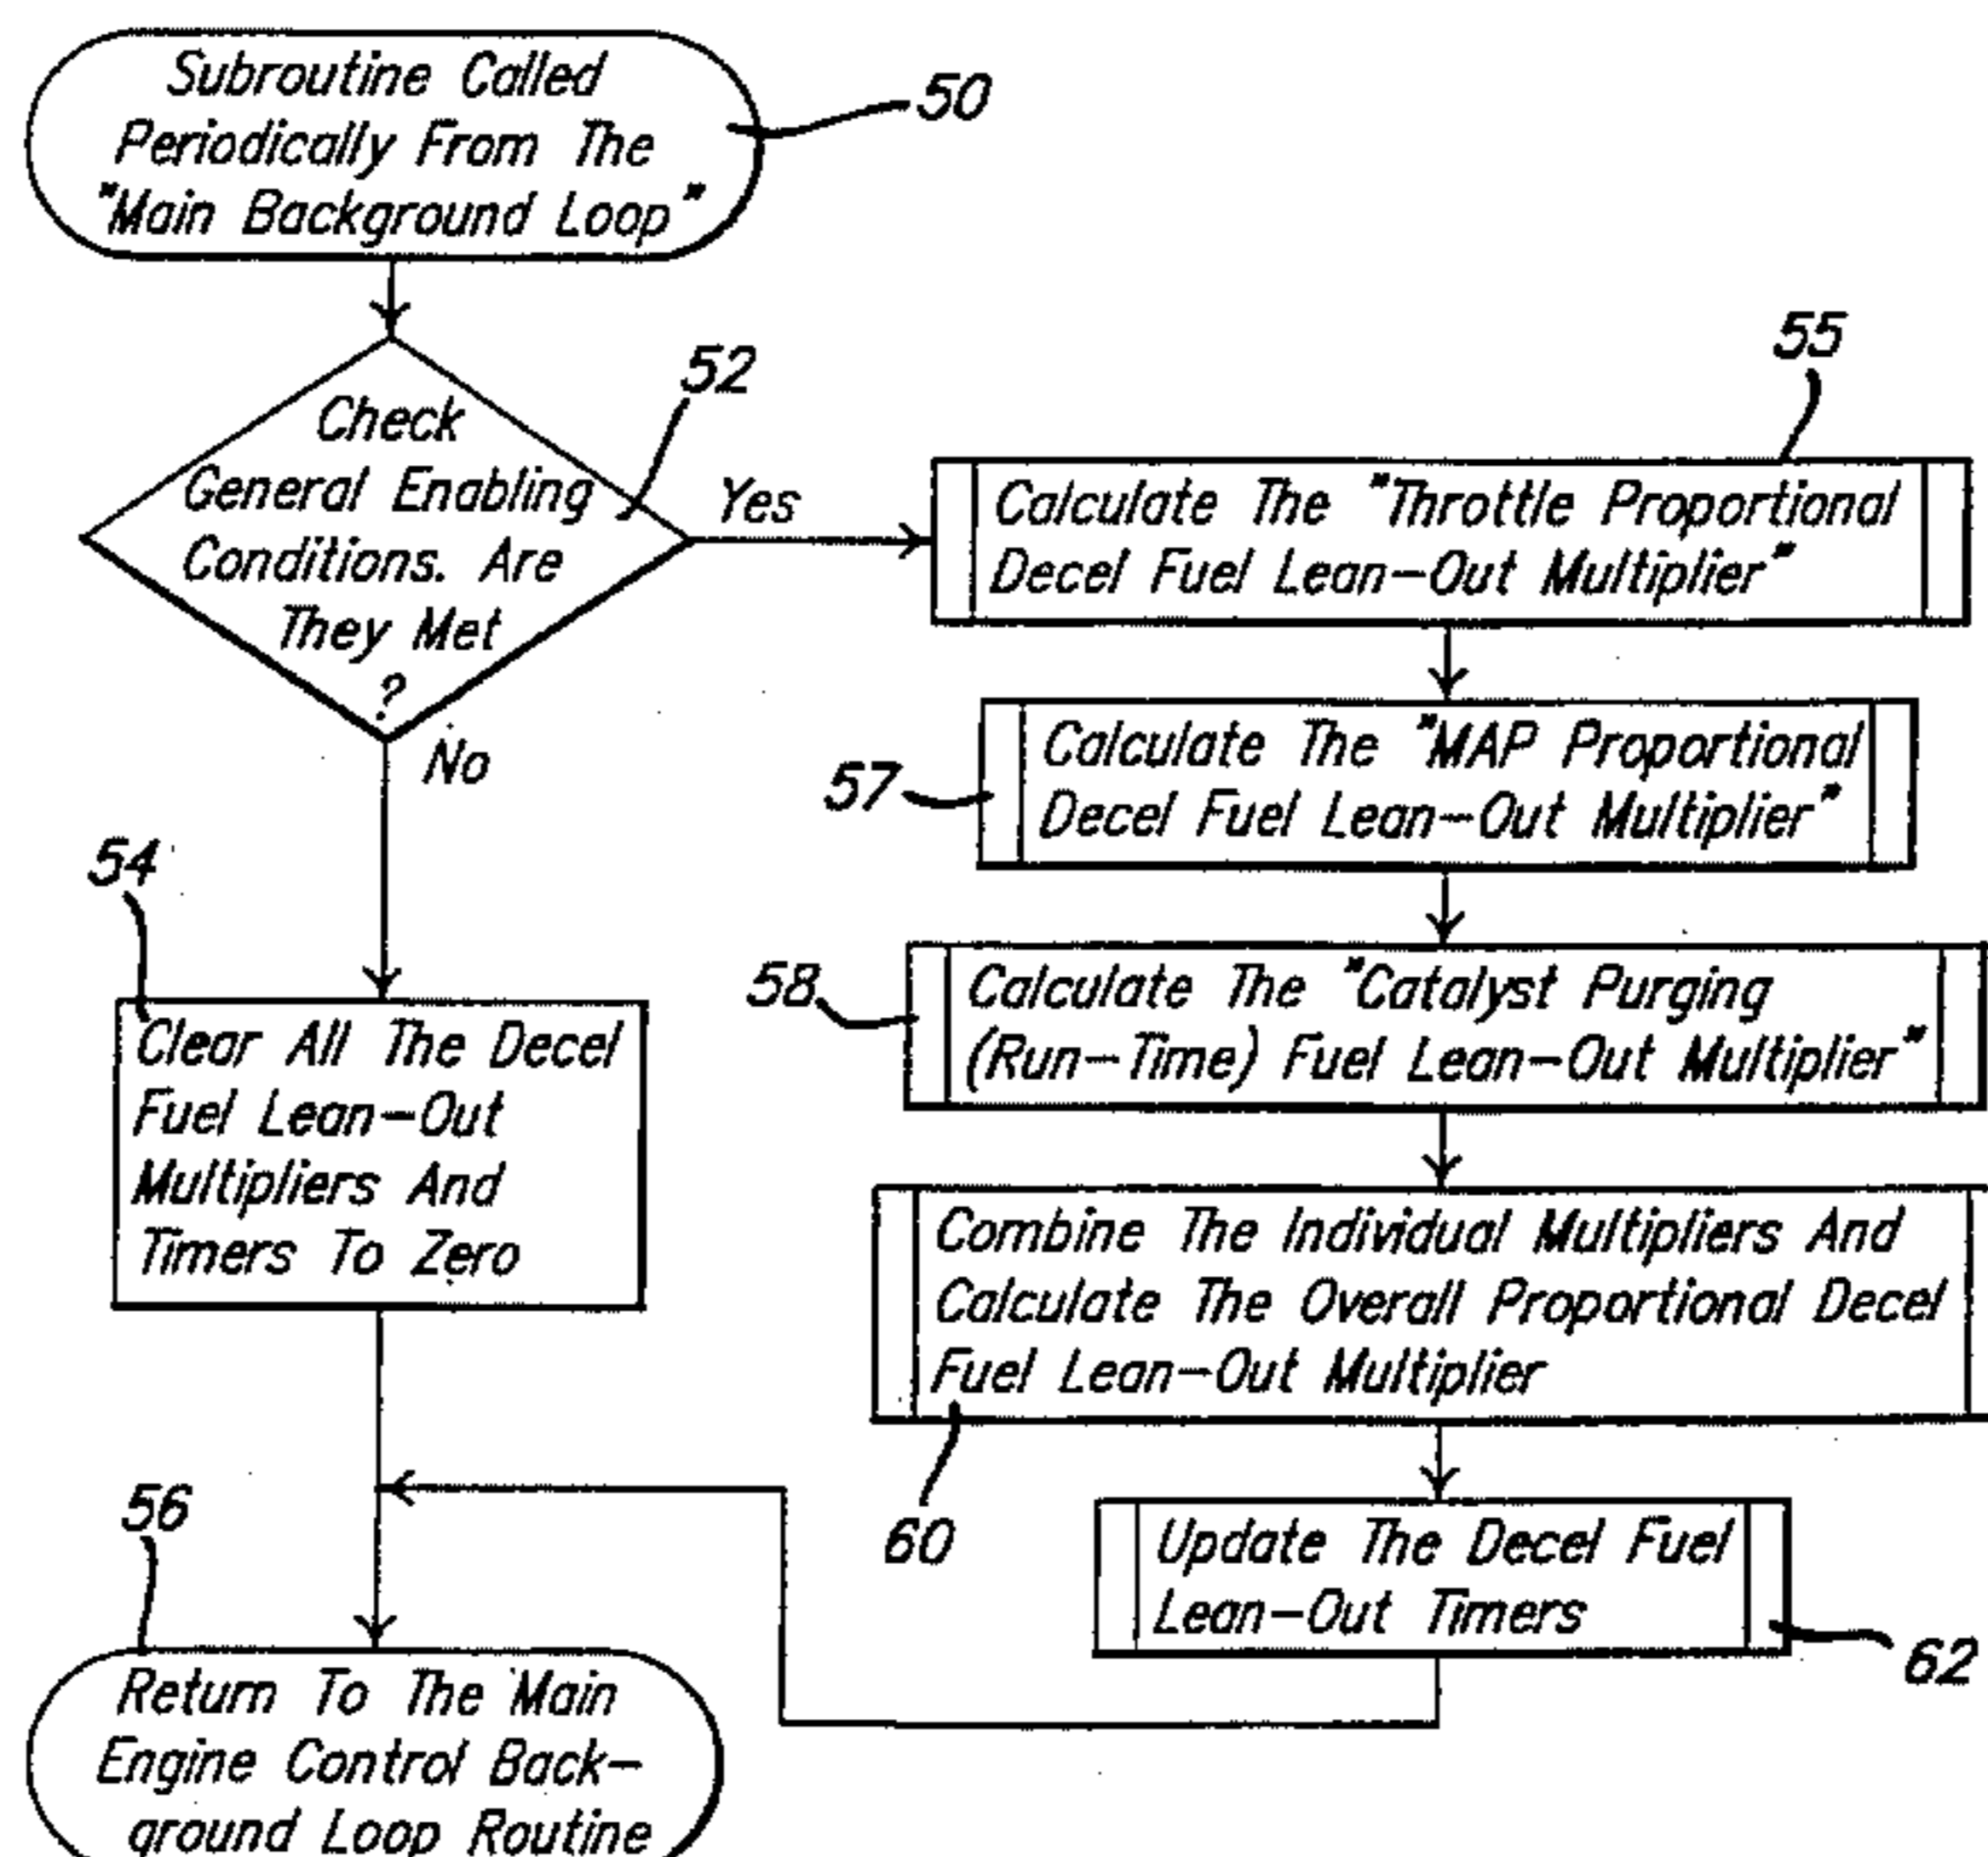 Subroutine Called
Periodically From The
"Main Background Loop"
50
Check
General Enabling
Conditions. Are
They Met
?
52
Yes
No
54
Clear All The Decel
Fuel Lean-Out
Multipliers And
Timers To Zero
56
Return To The Main
Engine Control Back-
ground Loop Routine
55
Calculate The "Throttle Proportional
Decel Fuel Lean-Out Multiplier"
57
Calculate The "MAP Proportional
Decel Fuel Lean-Out Multiplier"
58
Calculate The "Catalyst Purging
(Run-Time) Fuel Lean-Out Multiplier"
Combine The Individual Multipliers And
Calculate The Overall Proportional Decel
Fuel Lean-Out Multiplier
60
Update The Decel Fuel
Lean-Out Timers
62